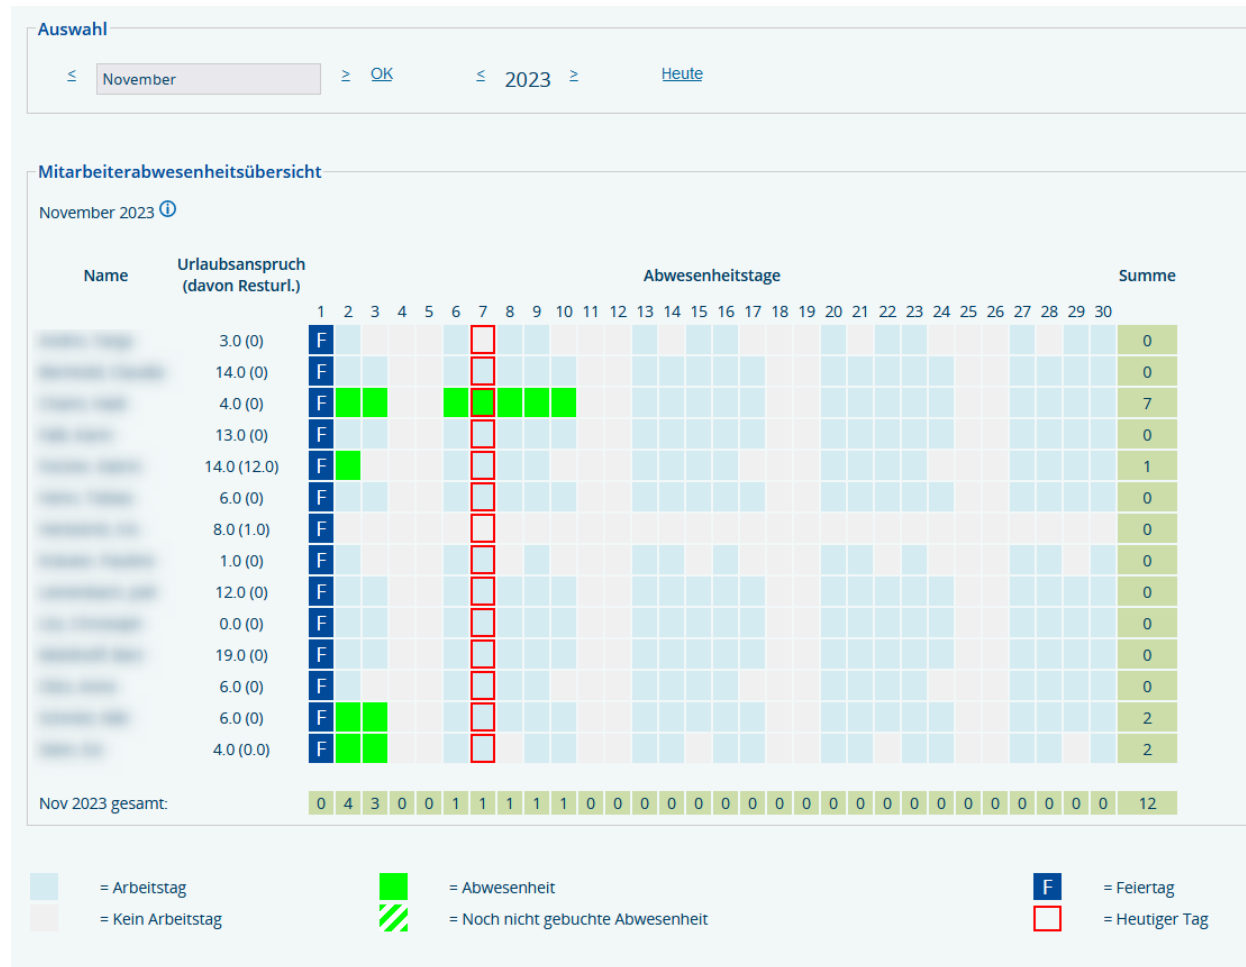 Auswahl
< November > OK < 2023 > Heute
Mitarbeiterabwesenheitsübersicht
November 2023
Name Urlaubsanspruch (davon Resturl.) Abwesenheitstage Summe
1 2 3 4 5 6 7 8 9 10 11 12 13 14 15 16 17 18 19 20 21 22 23 24 25 26 27 28 29 30
3.0 (0) F 0
14.0 (0) F 0
4.0 (0) F 7
13.0 (0) F 0
14.0 (12.0) F 1
6.0 (0) F 0
8.0 (1.0) F 0
1.0 (0) F 0
12.0 (0) F 0
0.0 (0) F 0
19.0 (0) F 0
6.0 (0) F 0
6.0 (0) F 2
4.0 (0.0) F 2
Nov 2023 gesamt: 0 4 3 0 0 1 1 1 1 1 0 0 0 0 0 0 0 0 0 0 0 0 0 0 0 0 0 0 0 0 12
= Arbeitstag = Abwesenheit F = Feiertag
= Kein Arbeitstag = Noch nicht gebuchte Abwesenheit = Heutiger Tag